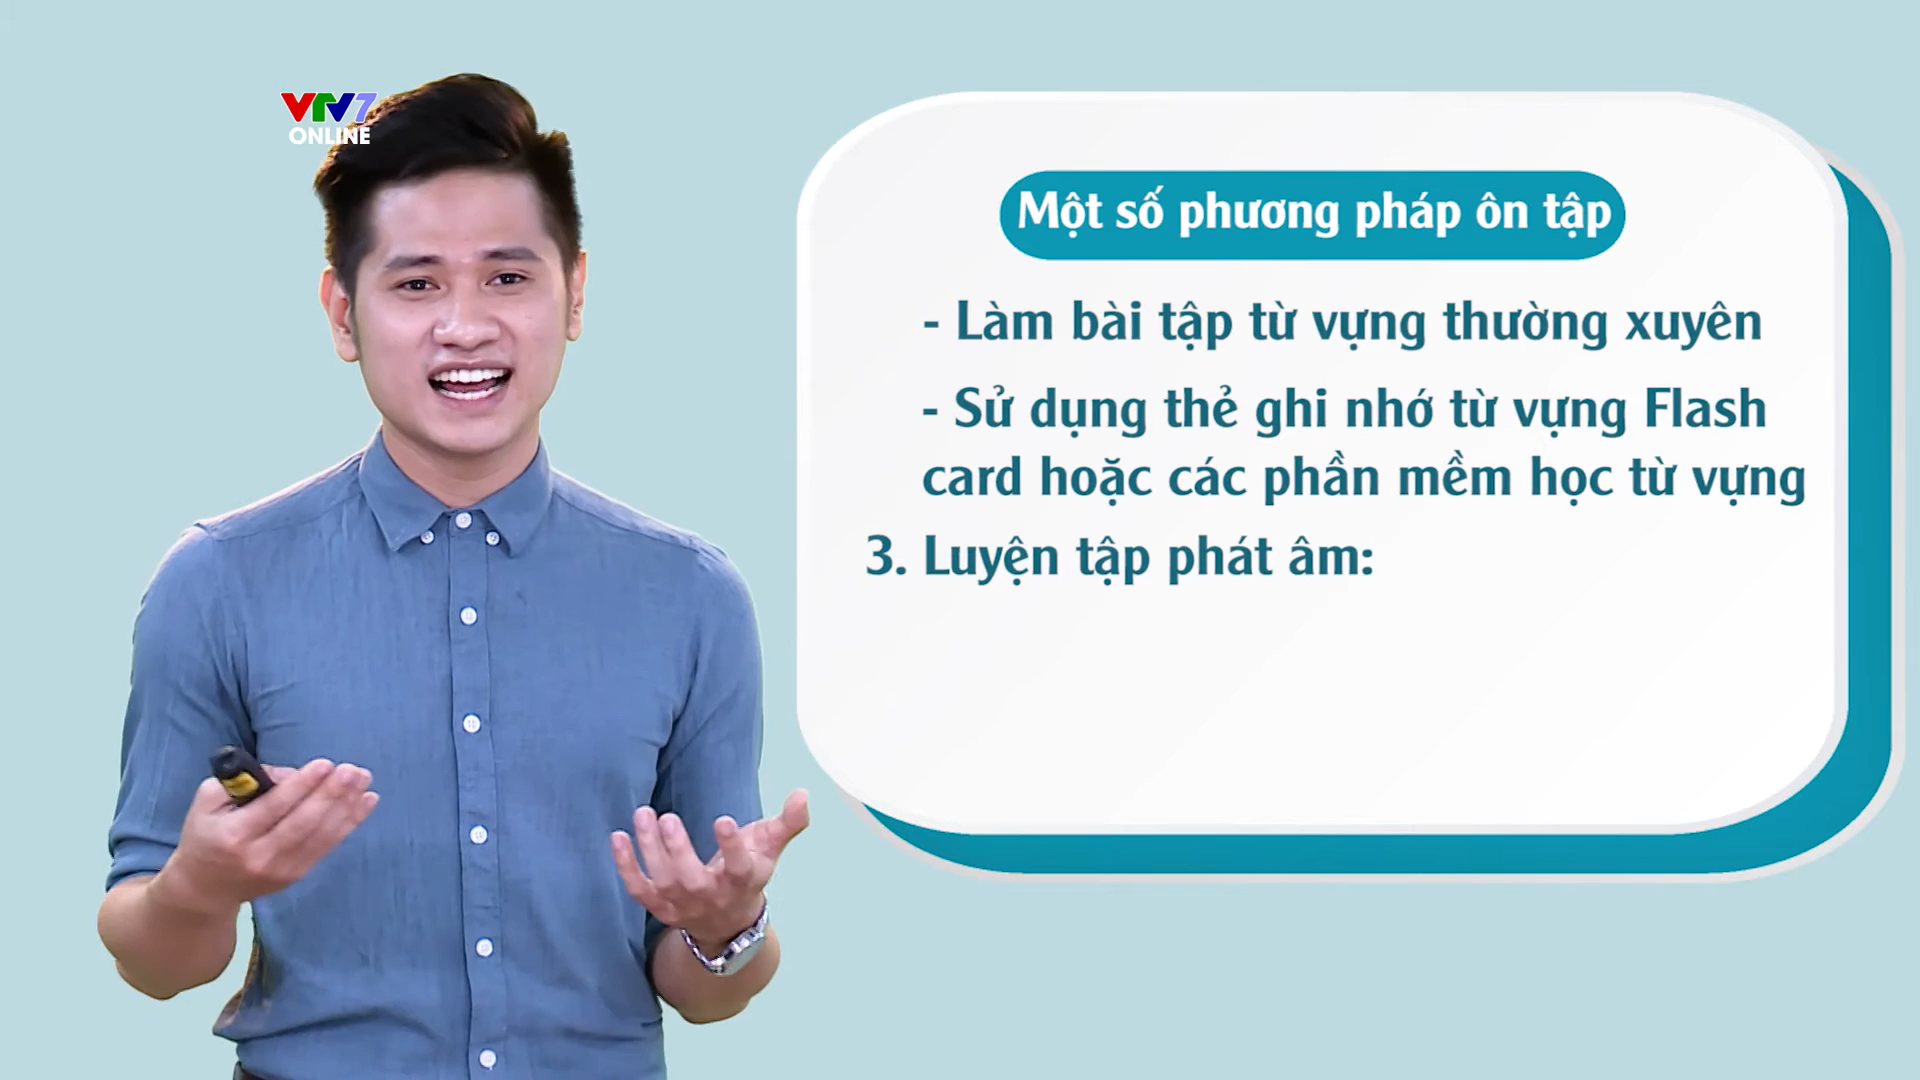 VTV7
ONLINE
Một số phương pháp ôn tập
- Làm bài tập từ vựng thường xuyên
- Sử dụng thẻ ghi nhớ từ vựng Flash
card hoặc các phần mềm học từ vựng
3. Luyện tập phát âm: